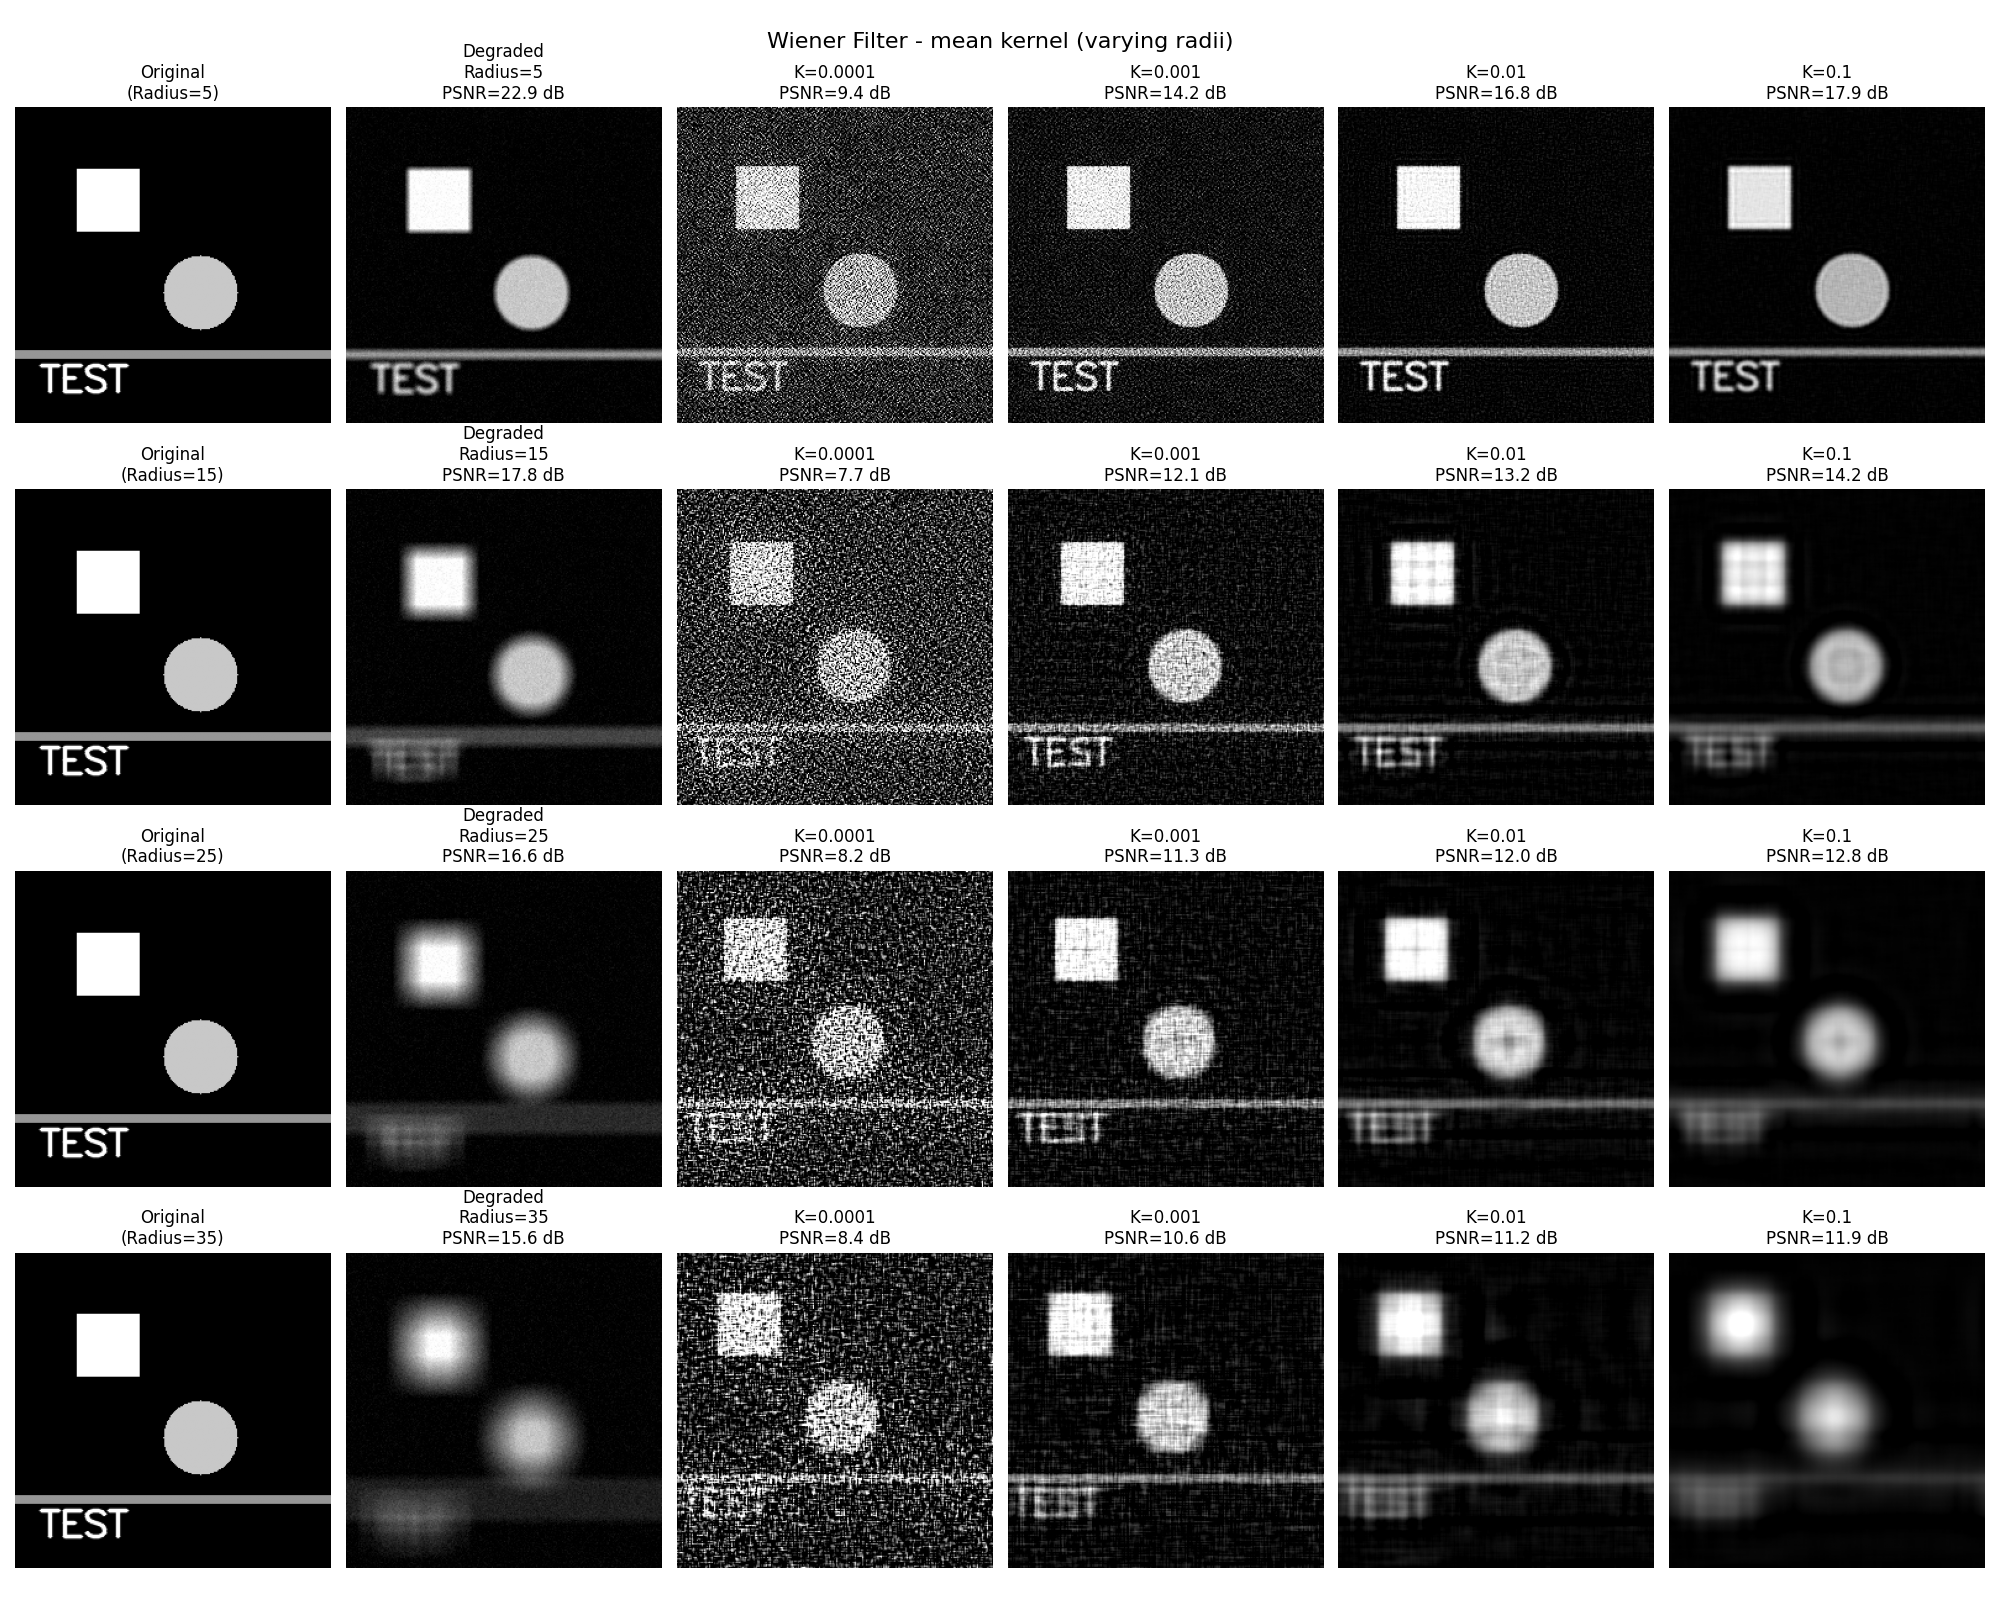 Wiener Filter - mean kernel (varying radii)
Original
(Radius=5)
Degraded
Radius=5
PSNR=22.9 dB
K=0.0001
PSNR=9.4 dB
K=0.001
PSNR=14.2 dB
K=0.01
PSNR=16.8 dB
K=0.1
PSNR=17.9 dB
TEST
TEST
TEST
TEST
TEST
TEST
Original
(Radius=15)
Degraded
Radius=15
PSNR=17.8 dB
K=0.0001
PSNR=7.7 dB
K=0.001
PSNR=12.1 dB
K=0.01
PSNR=13.2 dB
K=0.1
PSNR=14.2 dB
TEST
TEST
TEST
TEST
TEST
TEST
Original
(Radius=25)
Degraded
Radius=25
PSNR=16.6 dB
K=0.0001
PSNR=8.2 dB
K=0.001
PSNR=11.3 dB
K=0.01
PSNR=12.0 dB
K=0.1
PSNR=12.8 dB
TEST
TEST
TEST
TEST
Original
(Radius=35)
Degraded
Radius=35
PSNR=15.6 dB
K=0.0001
PSNR=8.4 dB
K=0.001
PSNR=10.6 dB
K=0.01
PSNR=11.2 dB
K=0.1
PSNR=11.9 dB
TEST
TEST
TEST